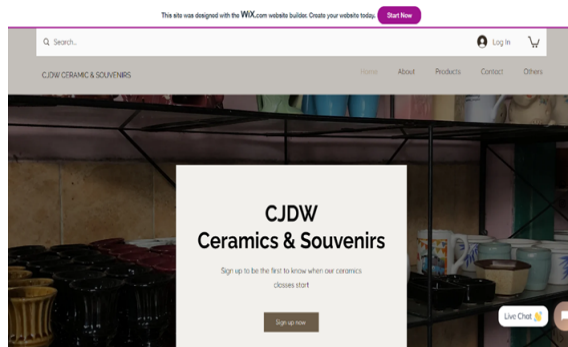 This site was designed with the WiX.com website builder. Create your website today. Start Now
Search...
Log In
CJDW CERAMIC & SOUVENIRS
Home About Products Contact Others
CJDW
Ceramics & Souvenirs
Sign up to be the first to know when our ceramics
classes start
Sign up now
Live Chat